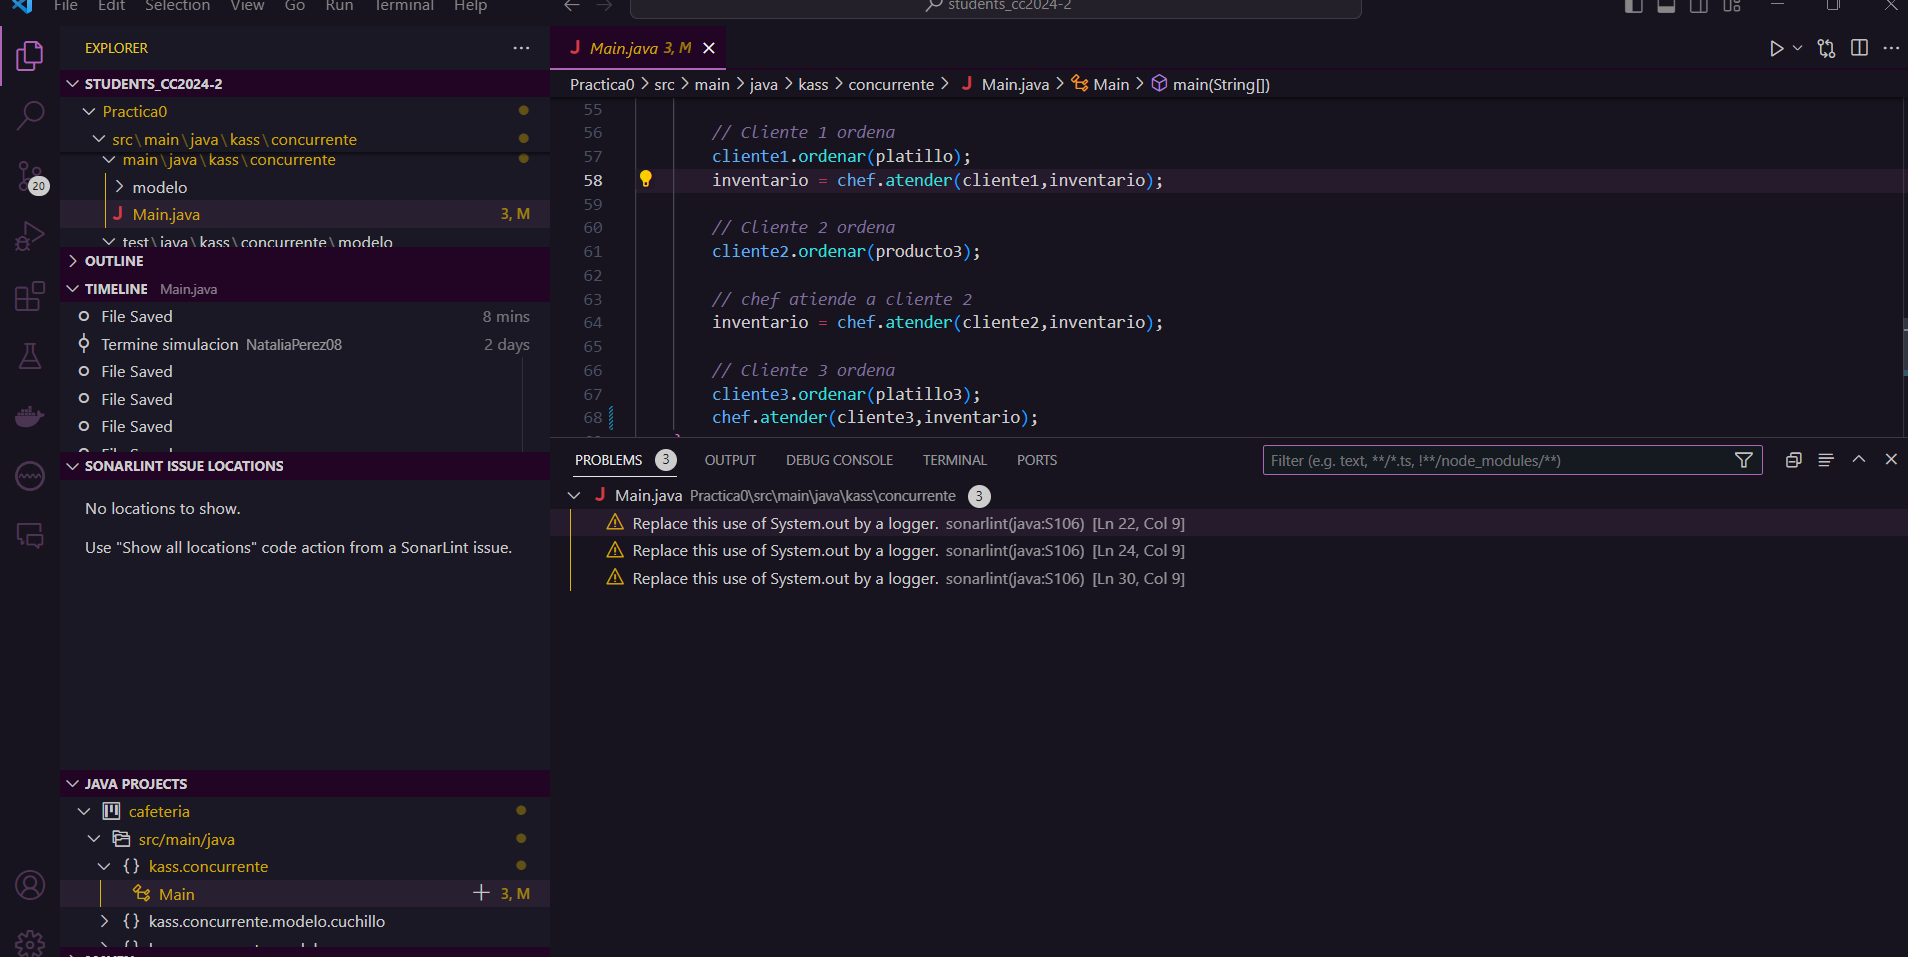 File Edit Selection View Go Run Terminal Help
students_cc2024-2
EXPLORER
STUDENTS_CC2024-2
Practica0
src\main\java\kass\concurrente
main\java\kass\concurrente
modelo
Main.java 3, M
test\java\kass\concurrente\modelo
20
OUTLINE
TIMELINE Main.java
File Saved 8 mins
Termine simulacion NataliaPerez08 2 days
File Saved
File Saved
File Saved
SONARLINT ISSUE LOCATIONS
No locations to show.
Use "Show all locations" code action from a SonarLint issue.
JAVA PROJECTS
cafeteria
src/main/java
{} kass.concurrente
Main 3, M
{} kass.concurrente.modelo.cuchillo
Main.java 3, M
Practica0 > src > main > java > kass > concurrente > Main.java > Main > main(String[])
55
56 // Cliente 1 ordena
57 cliente1.ordenar(platillo);
58 inventario = chef.atender(cliente1,inventario);
59
60 // Cliente 2 ordena
61 cliente2.ordenar(producto3);
62
63 // chef atiende a cliente 2
64 inventario = chef.atender(cliente2,inventario);
65
66 // Cliente 3 ordena
67 cliente3.ordenar(platillo3);
68 chef.atender(cliente3,inventario);
PROBLEMS 3 OUTPUT DEBUG CONSOLE TERMINAL PORTS
Filter (e.g. text, **/*.ts, !**/node_modules/**)
Main.java Practica0\src\main\java\kass\concurrente 3
Replace this use of System.out by a logger. sonarlint(java:S106) [Ln 22, Col 9]
Replace this use of System.out by a logger. sonarlint(java:S106) [Ln 24, Col 9]
Replace this use of System.out by a logger. sonarlint(java:S106) [Ln 30, Col 9]